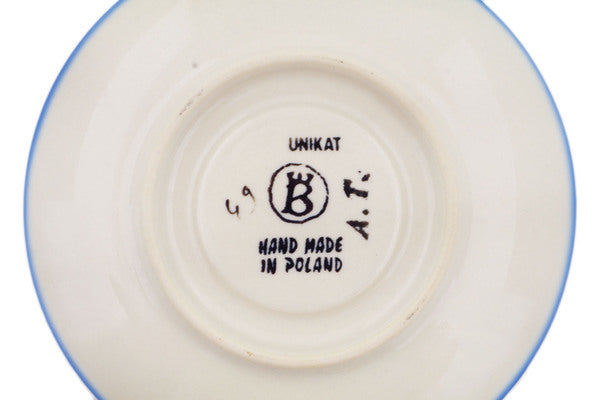 UNIKAT
49
B
A.T.
HAND MADE
IN POLAND